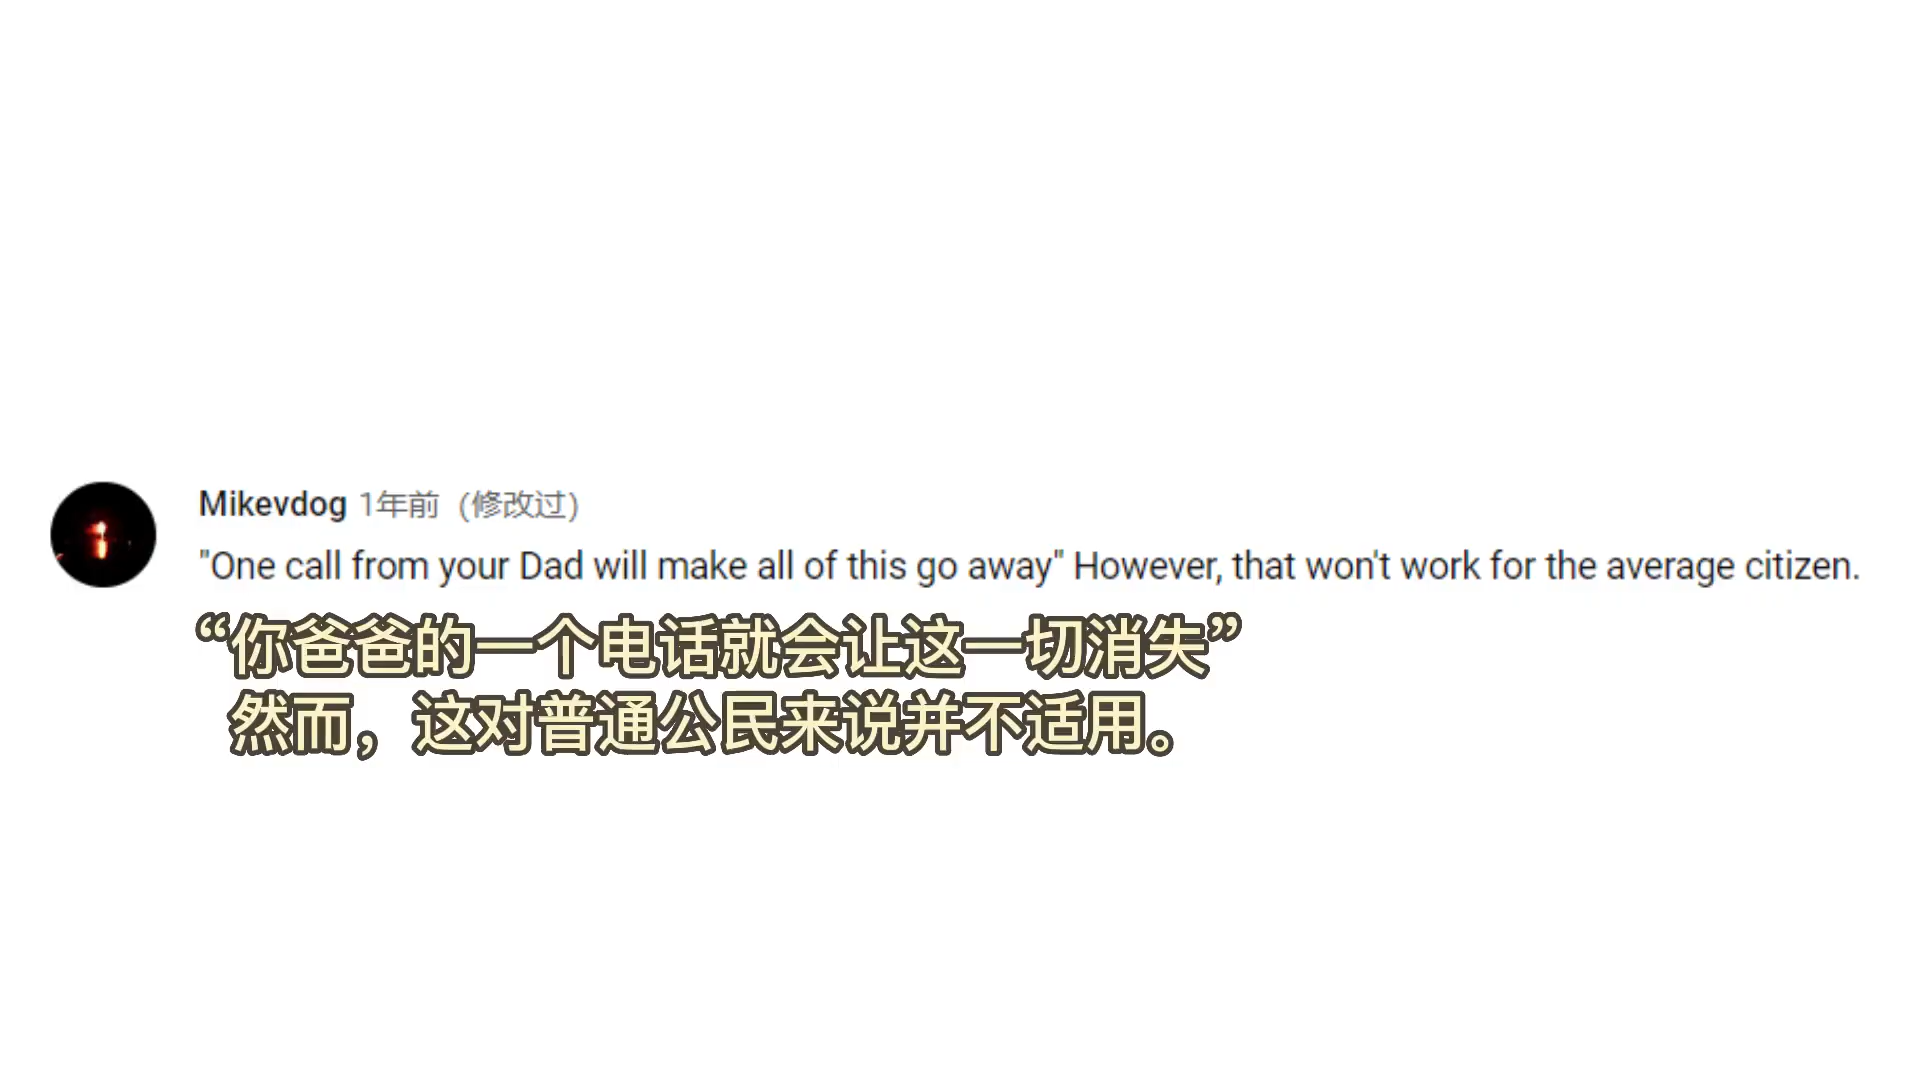 Mikevdog 1年前（修改过）
"One call from your Dad will make all of this go away" However, that won't work for the average citizen.
“你爸爸的一个电话就会让这一切消失”
然而，这对普通公民来说并不适用。